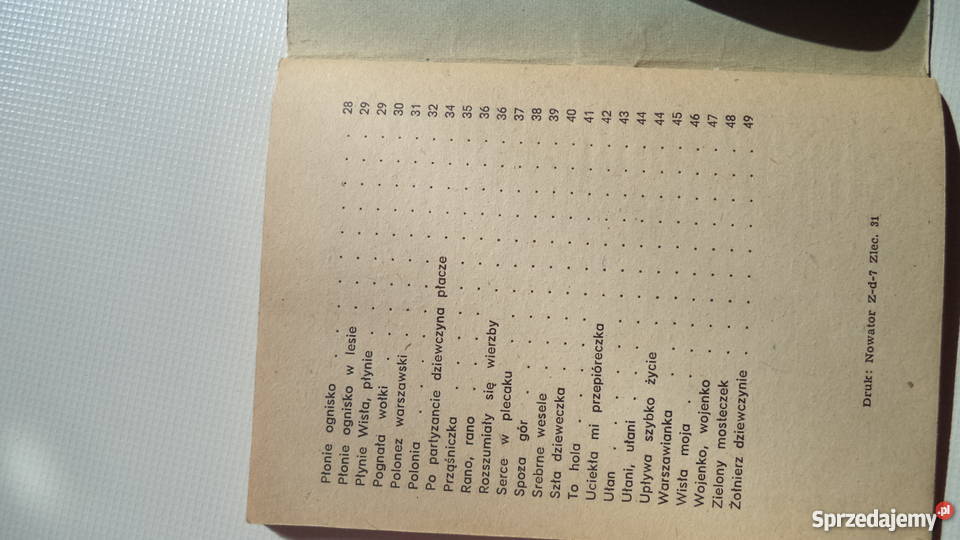 Płonie ognisko . . . . . . . . . . 28
Płonie ognisko w lesie . . . . . . . . 29
Płynie Wisła, płynie . . . . . . . . . 29
Pognała wołki . . . . . . . . . . 30
Polonez warszawski . . . . . . . . . 31
Polonia . . . . . . . . . . . . 32
Po partyzancie dziewczyna płacze . . . . . 34
Prząśniczka . . . . . . . . . . . 35
Rano, rano . . . . . . . . . . . 36
Rozszumiały się wierzby . . . . . . . . 36
Serce w plecaku . . . . . . . . . . 37
Spoza gór . . . . . . . . . . . 38
Srebrne wesele . . . . . . . . . . 39
Szła dzieweczka . . . . . . . . . . 40
To hola . . . . . . . . . . . . 41
Uciekła mi przepióreczka . . . . . . . . 42
Ułan . . . . . . . . . . . . . 43
Ułani, ułani . . . . . . . . . . . 44
Upływa szybko życie . . . . . . . . . 44
Warszawianka . . . . . . . . . . 45
Wisła moja . . . . . . . . . . . 46
Wojenko, wojenko . . . . . . . . . . 47
Zielony mosteczek . . . . . . . . . . 48
Żołnierz dziewczynie . . . . . . . . . 49
Druk: Nowator Z-d-7 Zlec. 31
Sprzedajemy.pl